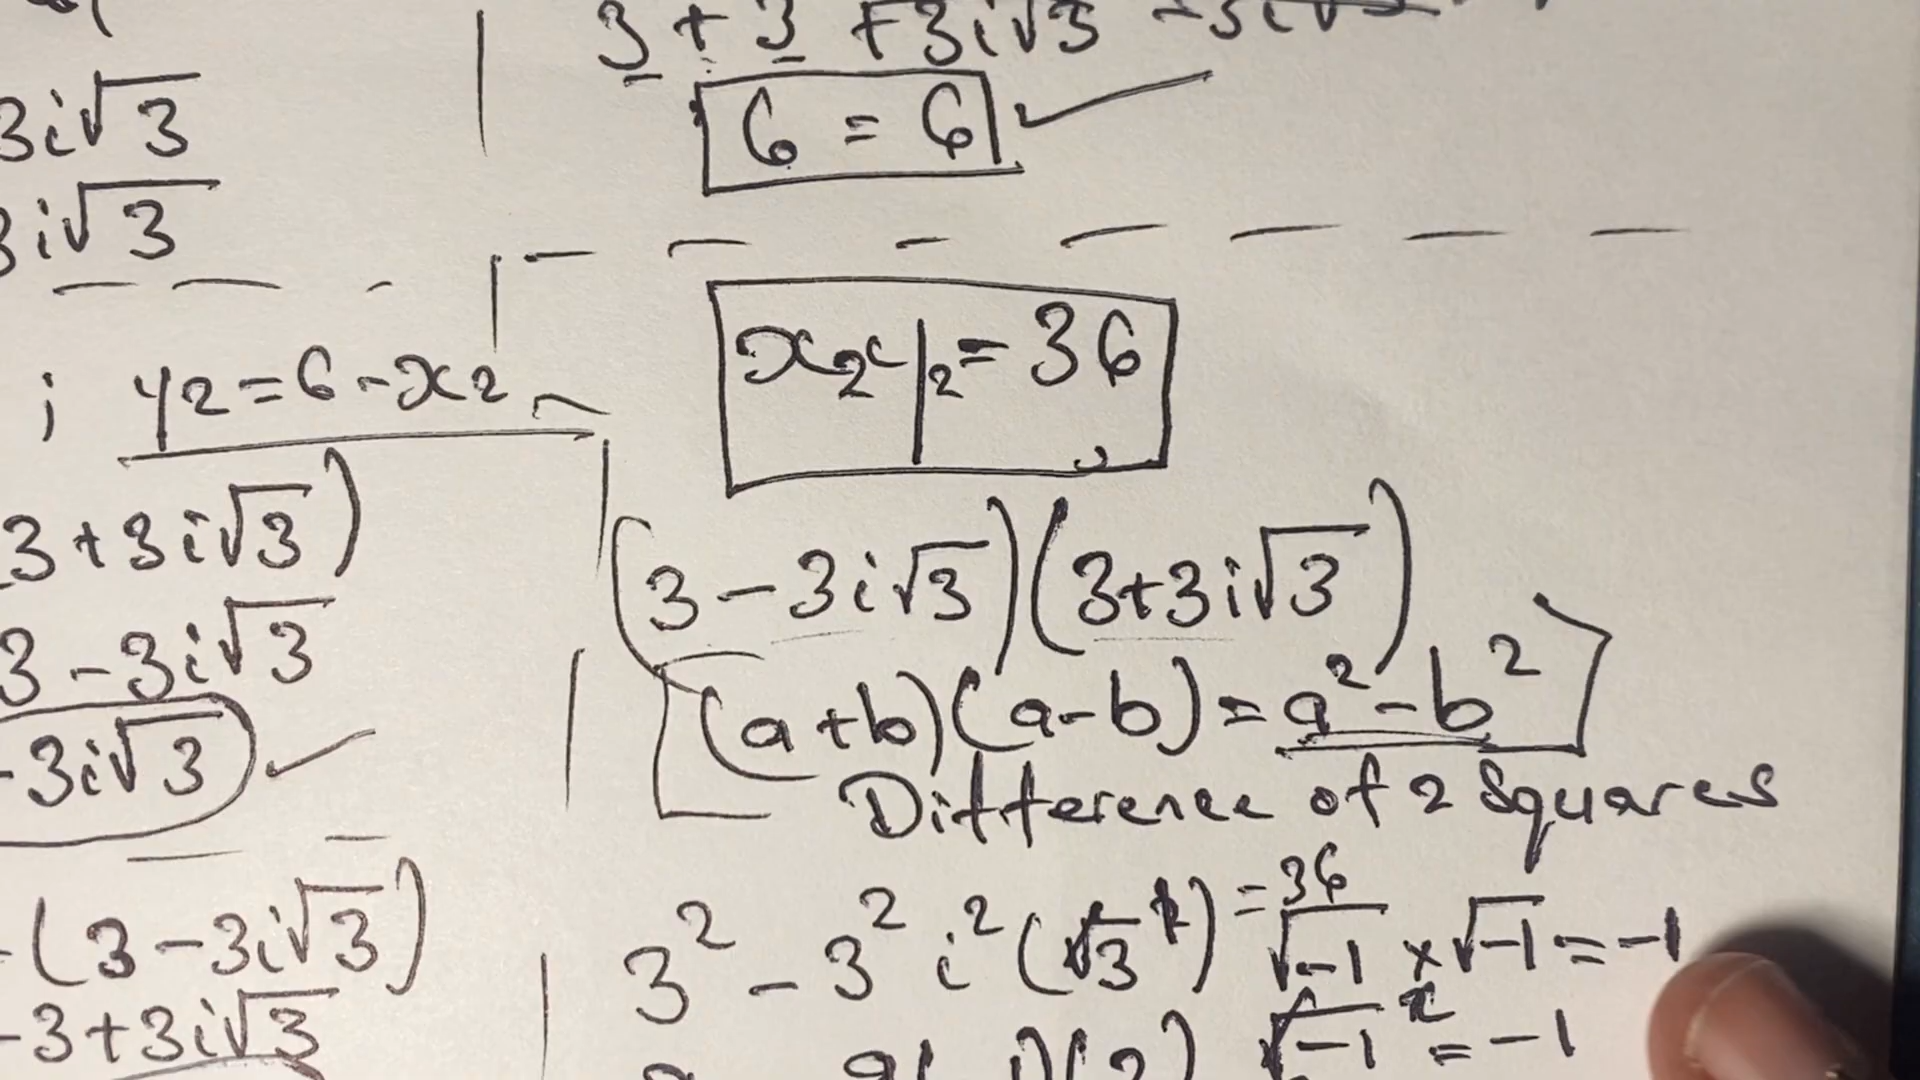 3 + 3 + 3i√3 - 3i√3
6 = 6 ✓
3i√3
3i√3
; y2 = 6 - x2
x2 y2 = 36
3 + 3i√3)
3 - 3i√3
-3i√3 ✓
-(3 - 3i√3)
-3 + 3i√3
(3 - 3i√3)(3 + 3i√3)
(a+b)(a-b) = a² - b²
Difference of 2 Squares
3² - 3² i² (√3²) = 36
√-1 × √-1 = -1
√-1² = -1